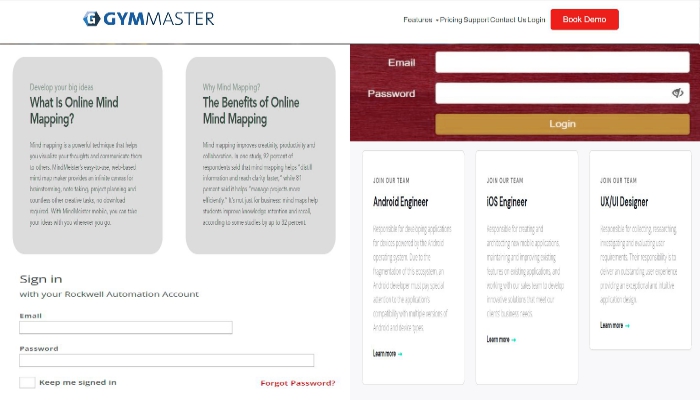 GYMMASTER
Features Pricing Support Contact Us Login
Book Demo
Develop your big ideas
What Is Online Mind
Mapping?
Mind mapping is a powerful technique that helps
you visualize your thoughts and communicate them
to others. MindMeister's easy-to-use, web-based
mind map maker provides an infinite canvas for
brainstorming, note taking, project planning and
countless other creative tasks, no download
required. With MindMeister mobile, you can take
your ideas with you wherever you go.
Why Mind Mapping?
The Benefits of Online
Mind Mapping
Mind mapping improves creativity, productivity and
collaboration. In one study, 92 percent of
respondents said that mind mapping helps "distill
information and reach clarity faster," while 81
percent said it helps "manage projects more
efficiently." It's not just for business: mind maps help
students improve knowledge retention and recall,
according to some studies by up to 32 percent.
Sign in
with your Rockwell Automation Account
Email
Password
Keep me signed in
Forgot Password?
Email
Password
Login
JOIN OUR TEAM
Android Engineer
Responsible for developing applications
for devices powered by the Android
operating system. Due to the
fragmentation of this ecosystem, an
Android developer must pay special
attention to the application's
compatibility with multiple versions of
Android and device types.
Learn more
JOIN OUR TEAM
iOS Engineer
Responsible for creating and
architecting new mobile applications,
maintaining and improving existing
features on existing applications, and
working with our sales team to develop
innovative solutions that meet our
clients' business needs.
Learn more
JOIN OUR TEAM
UX/UI Designer
Responsible for collecting, researching,
investigating and evaluating user
requirements. Their responsibility is to
deliver an outstanding user experience
providing an exceptional and intuitive
application design.
Learn more